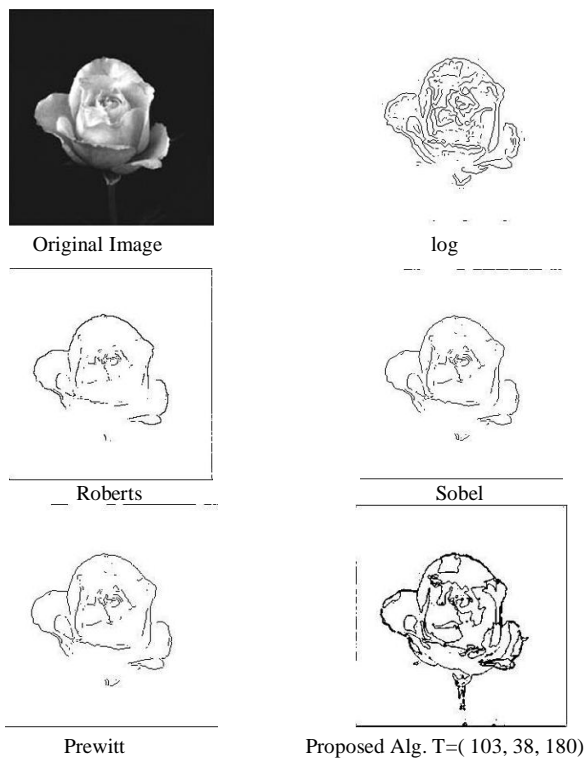 Original Image
log
Roberts
Sobel
Prewitt
Proposed Alg. T=( 103, 38, 180)